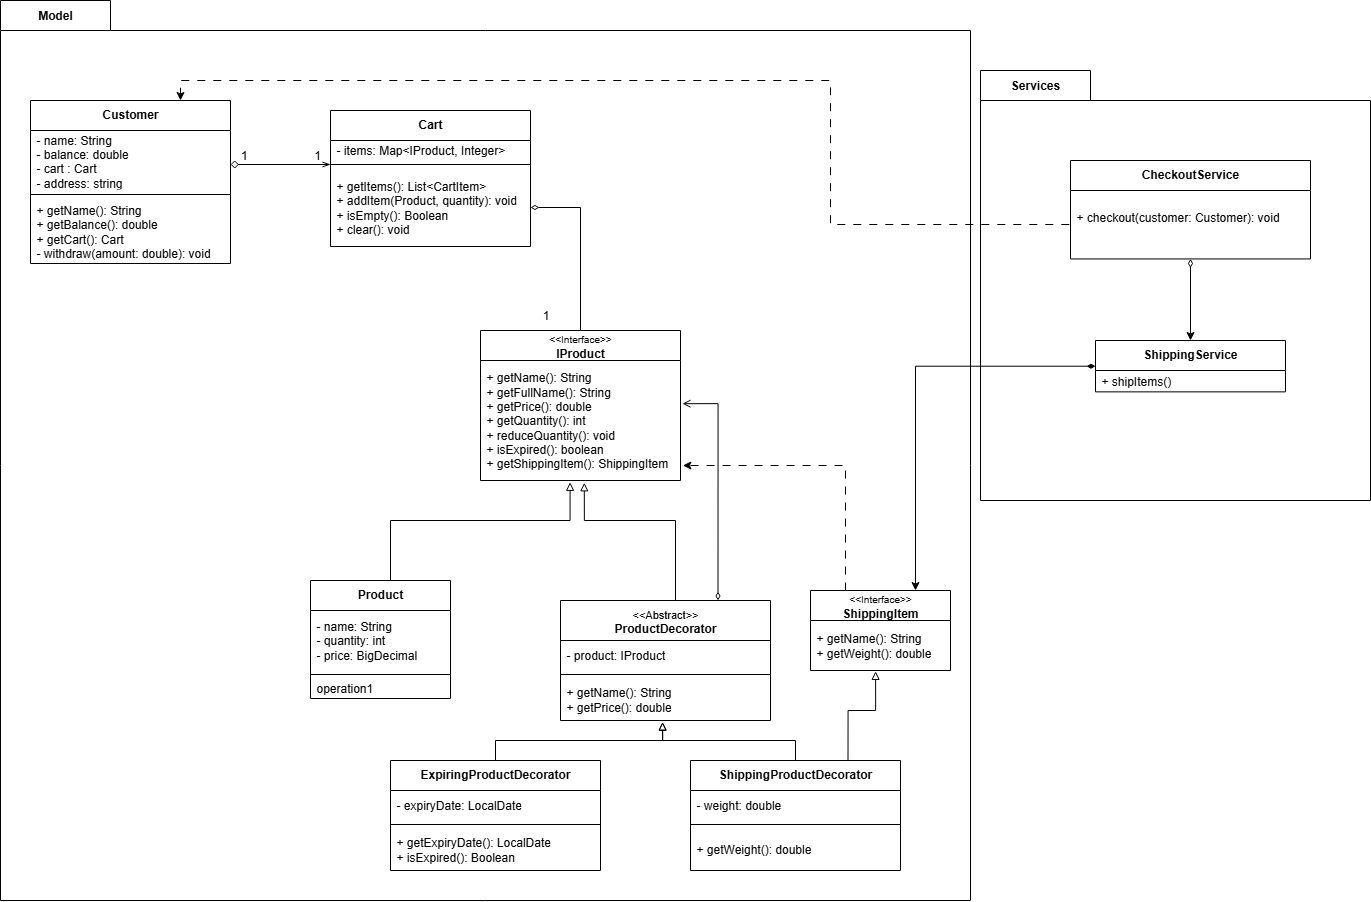 Model
Services
Customer
- name: String
- balance: double
- cart : Cart
- address: string
+ getName(): String
+ getBalance(): double
+ getCart(): Cart
- withdraw(amount: double): void
1
1
Cart
- items: Map<IProduct, Integer>
+ getItems(): List<CartItem>
+ addItem(Product, quantity): void
+ isEmpty(): Boolean
+ clear(): void
CheckoutService
+ checkout(customer: Customer): void
1
<<Interface>>
IProduct
+ getName(): String
+ getFullName(): String
+ getPrice(): double
+ getQuantity(): int
+ reduceQuantity(): void
+ isExpired(): boolean
+ getShippingItem(): ShippingItem
ShippingService
+ shipItems()
Product
- name: String
- quantity: int
- price: BigDecimal
operation1
<<Abstract>>
ProductDecorator
- product: IProduct
+ getName(): String
+ getPrice(): double
<<Interface>>
ShippingItem
+ getName(): String
+ getWeight(): double
ExpiringProductDecorator
- expiryDate: LocalDate
+ getExpiryDate(): LocalDate
+ isExpired(): Boolean
ShippingProductDecorator
- weight: double
+ getWeight(): double